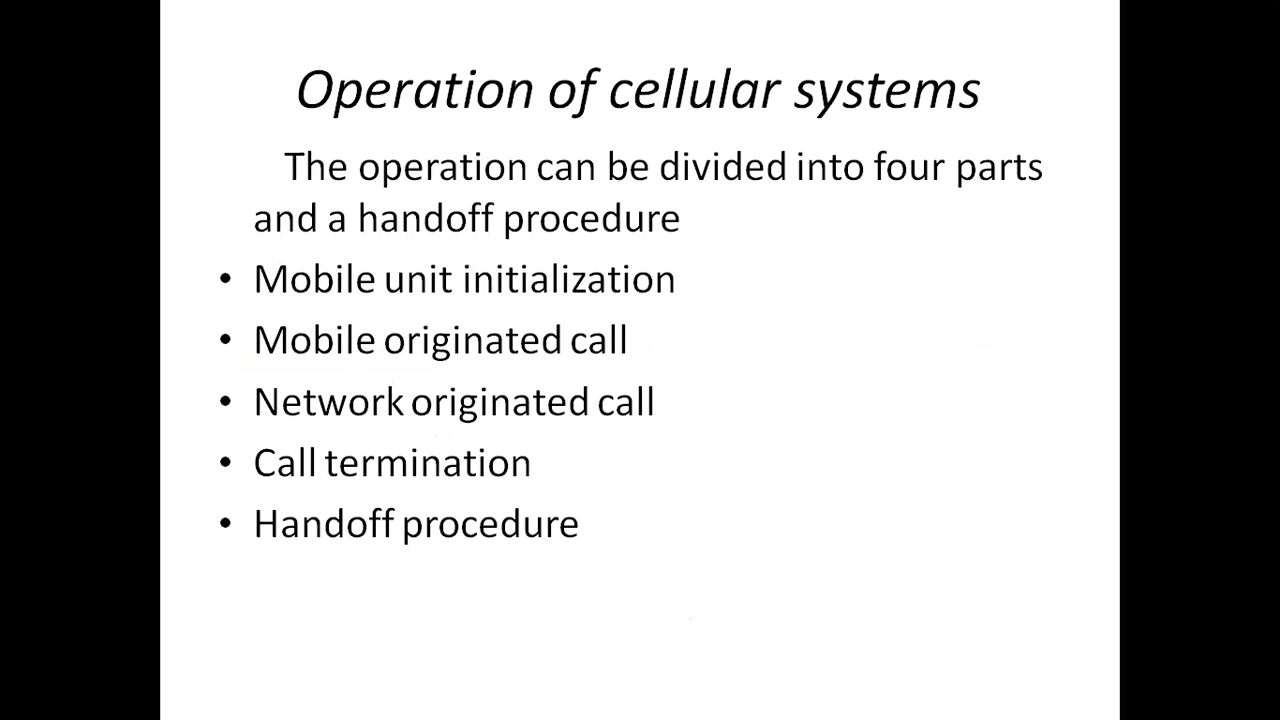 Operation of cellular systems
The operation can be divided into four parts
and a handoff procedure
• Mobile unit initialization
• Mobile originated call
• Network originated call
• Call termination
• Handoff procedure